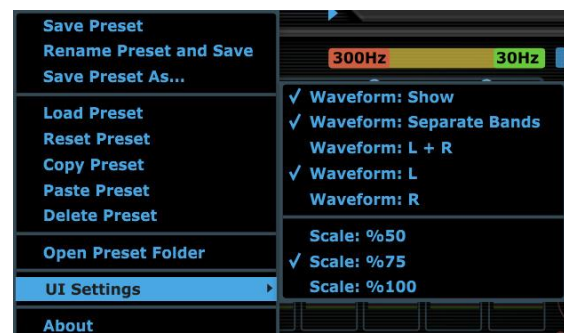 Save Preset
Rename Preset and Save
Save Preset As...
Load Preset
Reset Preset
Copy Preset
Paste Preset
Delete Preset
Open Preset Folder
UI Settings
About
300Hz 30Hz
✓ Waveform: Show
✓ Waveform: Separate Bands
Waveform: L + R
✓ Waveform: L
Waveform: R
Scale: %50
✓ Scale: %75
Scale: %100